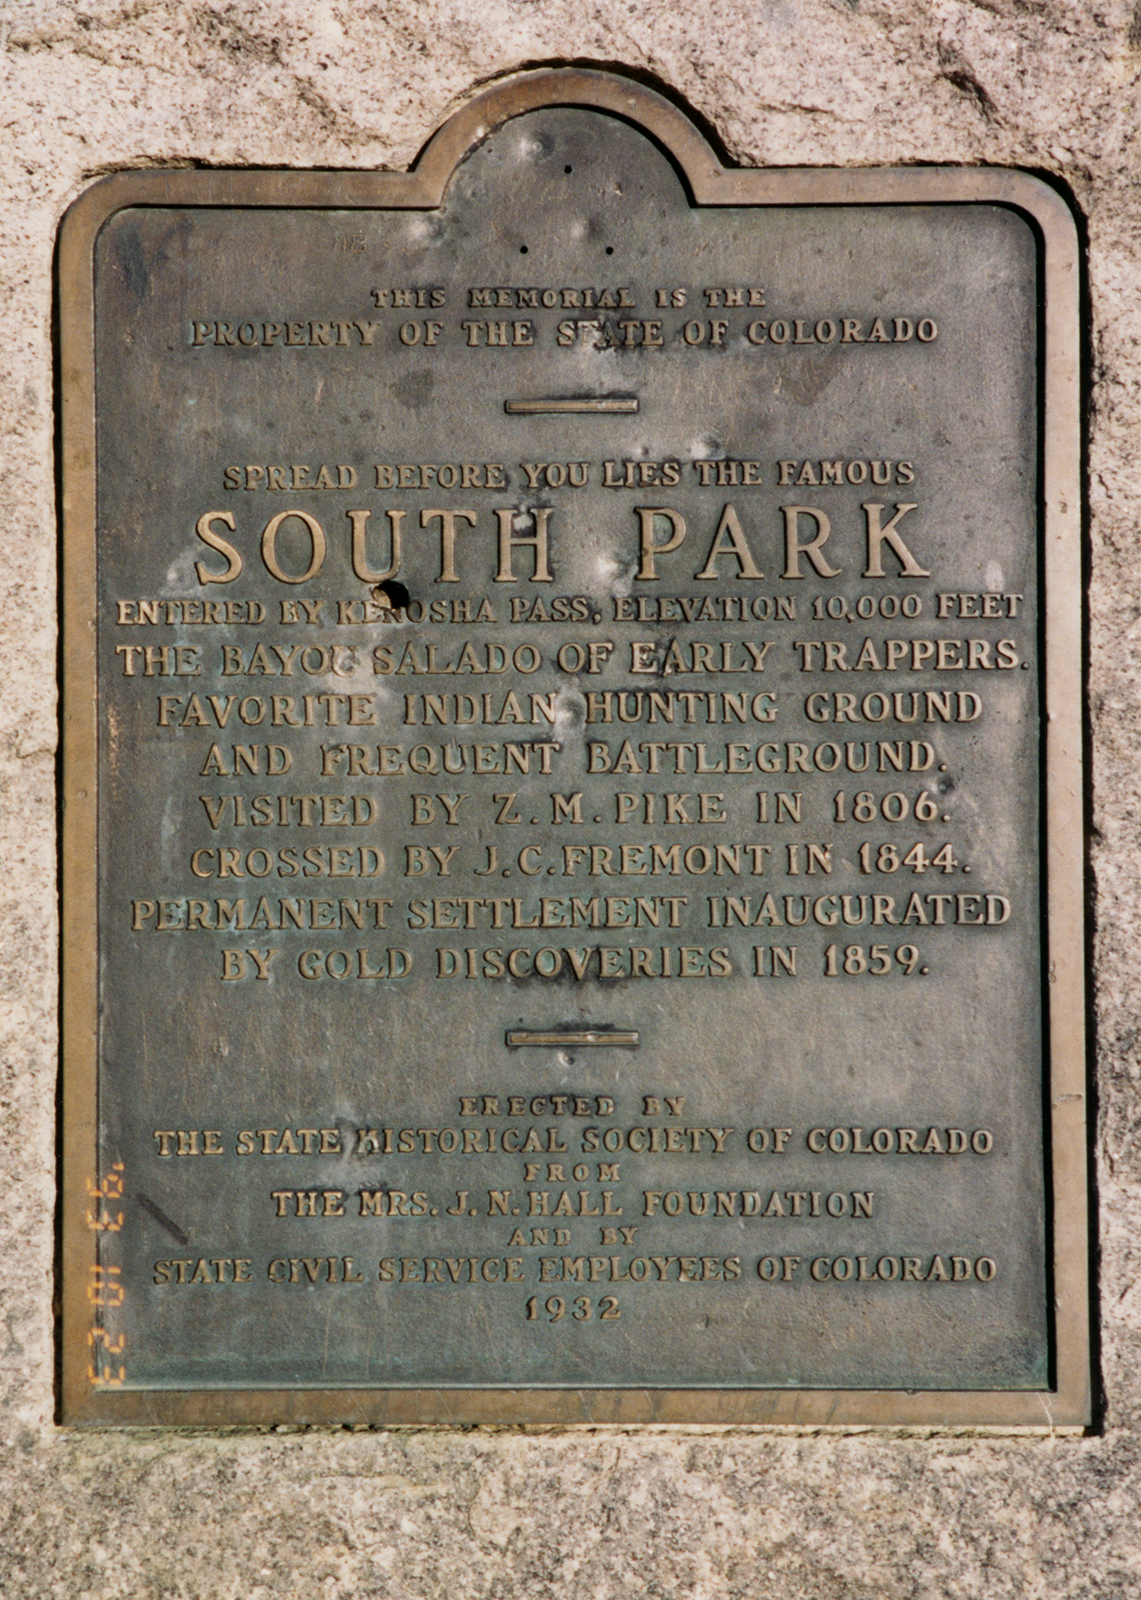 THIS MEMORIAL IS THE
PROPERTY OF THE STATE OF COLORADO
SPREAD BEFORE YOU LIES THE FAMOUS
SOUTH PARK
ENTERED BY KENOSHA PASS, ELEVATION 10,000 FEET
THE BAYOU SALADO OF EARLY TRAPPERS.
FAVORITE INDIAN HUNTING GROUND
AND FREQUENT BATTLEGROUND.
VISITED BY Z. M. PIKE IN 1806.
CROSSED BY J. C. FREMONT IN 1844.
PERMANENT SETTLEMENT INAUGURATED
BY GOLD DISCOVERIES IN 1859.
ERECTED BY
THE STATE HISTORICAL SOCIETY OF COLORADO
FROM
THE MRS. J. N. HALL FOUNDATION
AND BY
STATE CIVIL SERVICE EMPLOYEES OF COLORADO
1932
'93 10 23